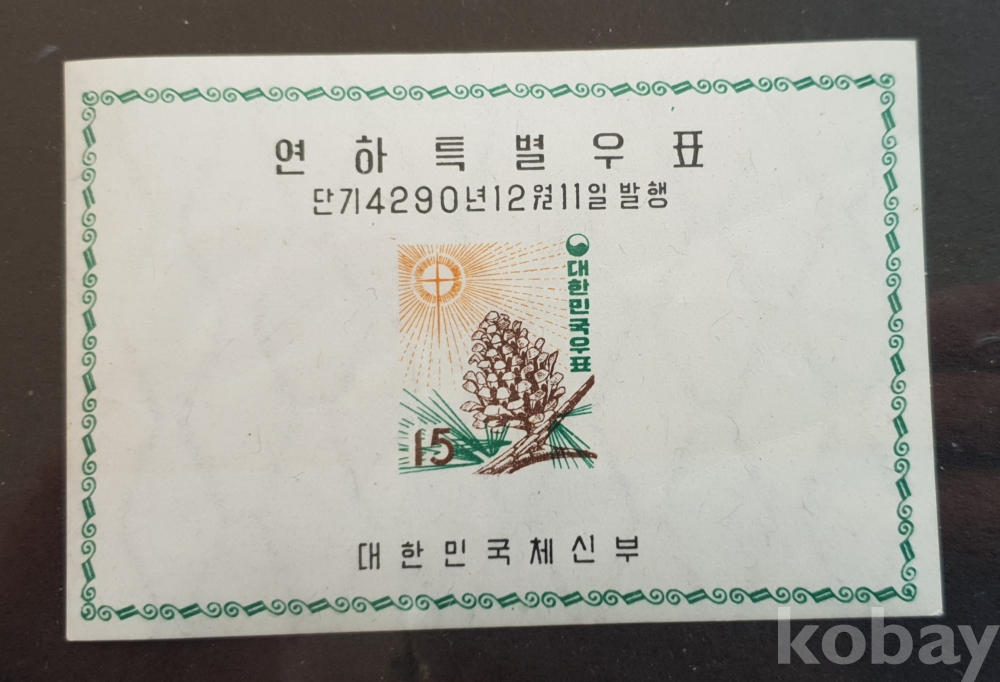 연하특별우표
단기4290년12월11일 발행
대한민국우표
15
대한민국체신부
kobay